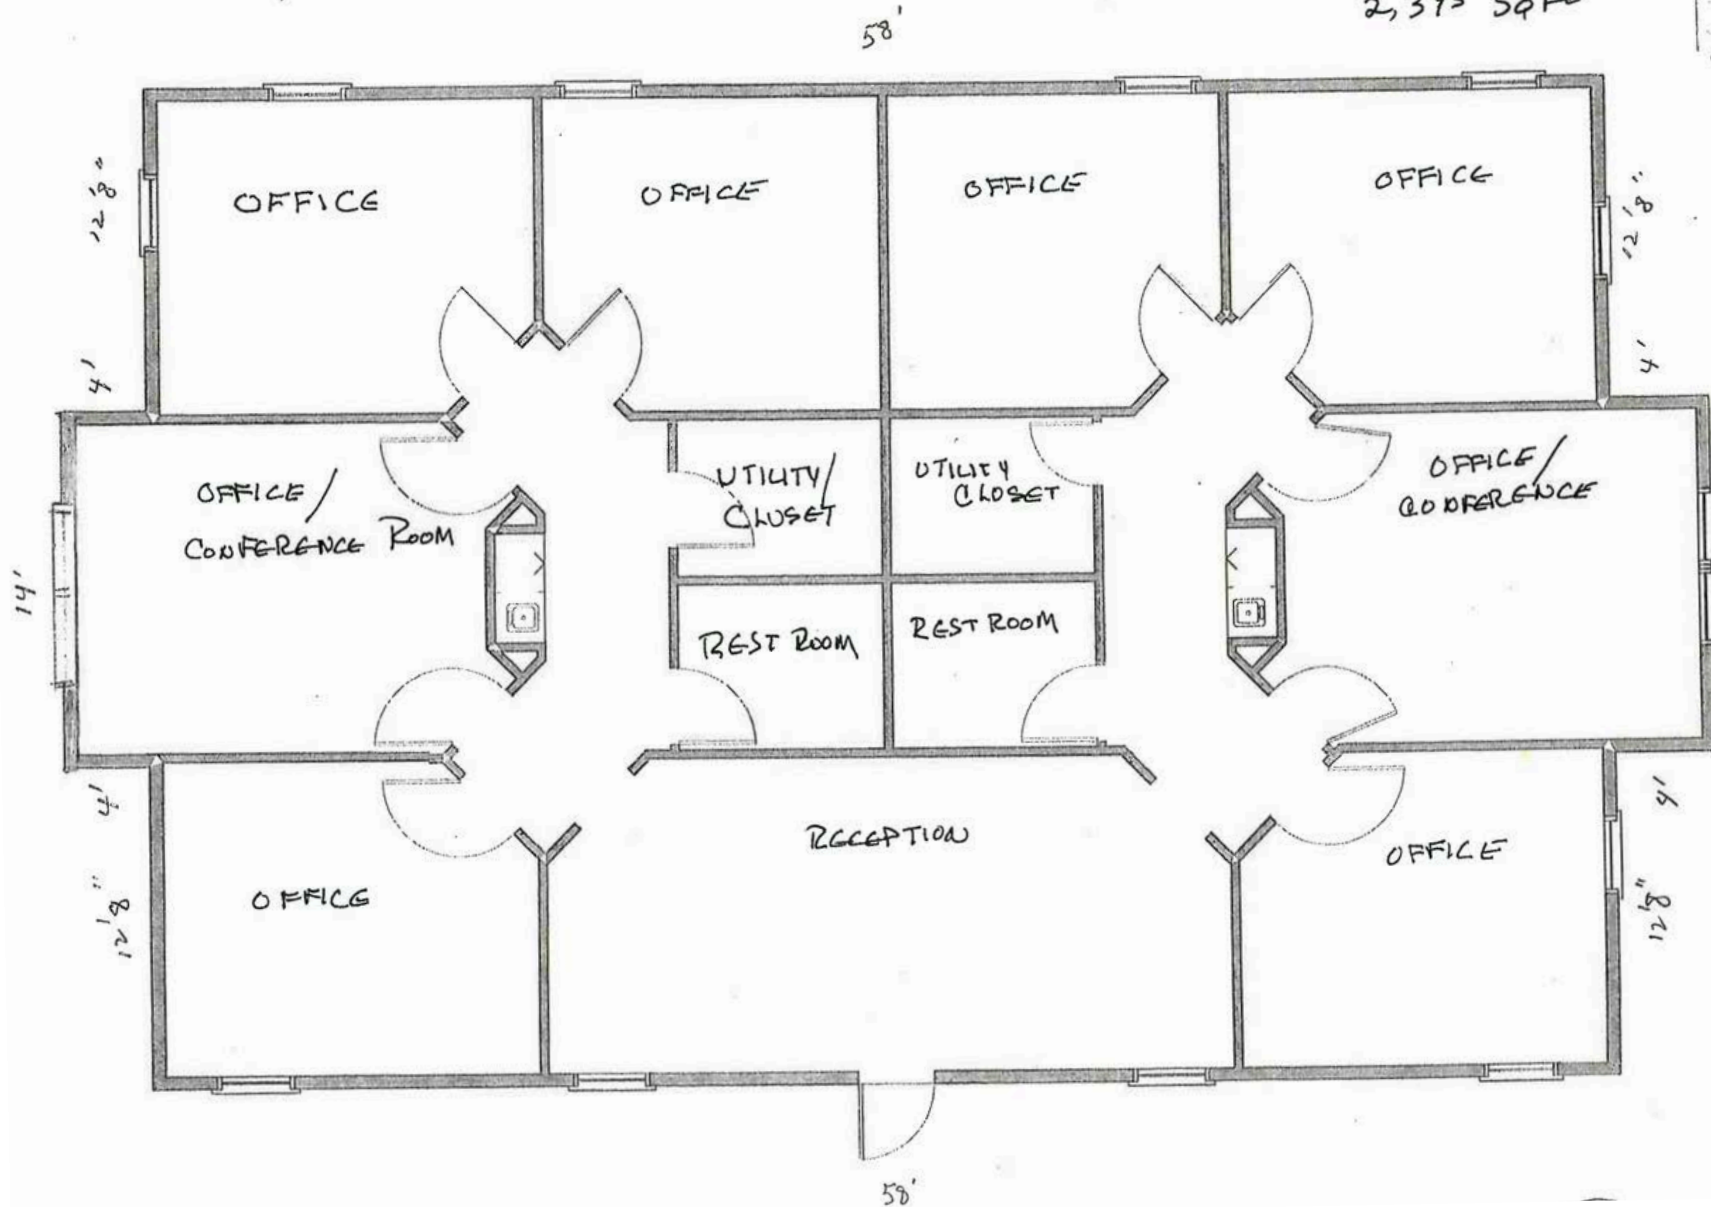 58'
OFFICE
OFFICE
OFFICE
OFFICE
12'8"
12'8"
4'
4'
OFFICE/
CONFERENCE ROOM
UTILITY/
CLOSET
UTILITY
CLOSET
OFFICE/
CONFERENCE
14'
REST ROOM
REST ROOM
4'
4'
RECEPTION
OFFICE
OFFICE
12'8"
12'8"
58'